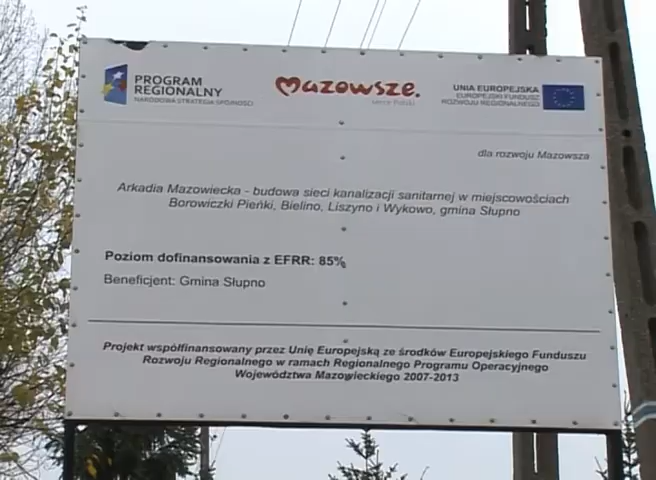 PROGRAM
REGIONALNY
NARODOWA STRATEGIA SPÓJNOŚCI
mazowsze.
serce Polski
UNIA EUROPEJSKA
EUROPEJSKI FUNDUSZ
ROZWOJU REGIONALNEGO
dla rozwoju Mazowsza
Arkadia Mazowiecka - budowa sieci kanalizacji sanitarnej w miejscowościach
Borowiczki Pieńki, Bielino, Liszyno i Wykowo, gmina Słupno
Poziom dofinansowania z EFRR: 85%
Beneficjent: Gmina Słupno
Projekt współfinansowany przez Unię Europejską ze środków Europejskiego Funduszu
Rozwoju Regionalnego w ramach Regionalnego Programu Operacyjnego
Województwa Mazowieckiego 2007-2013